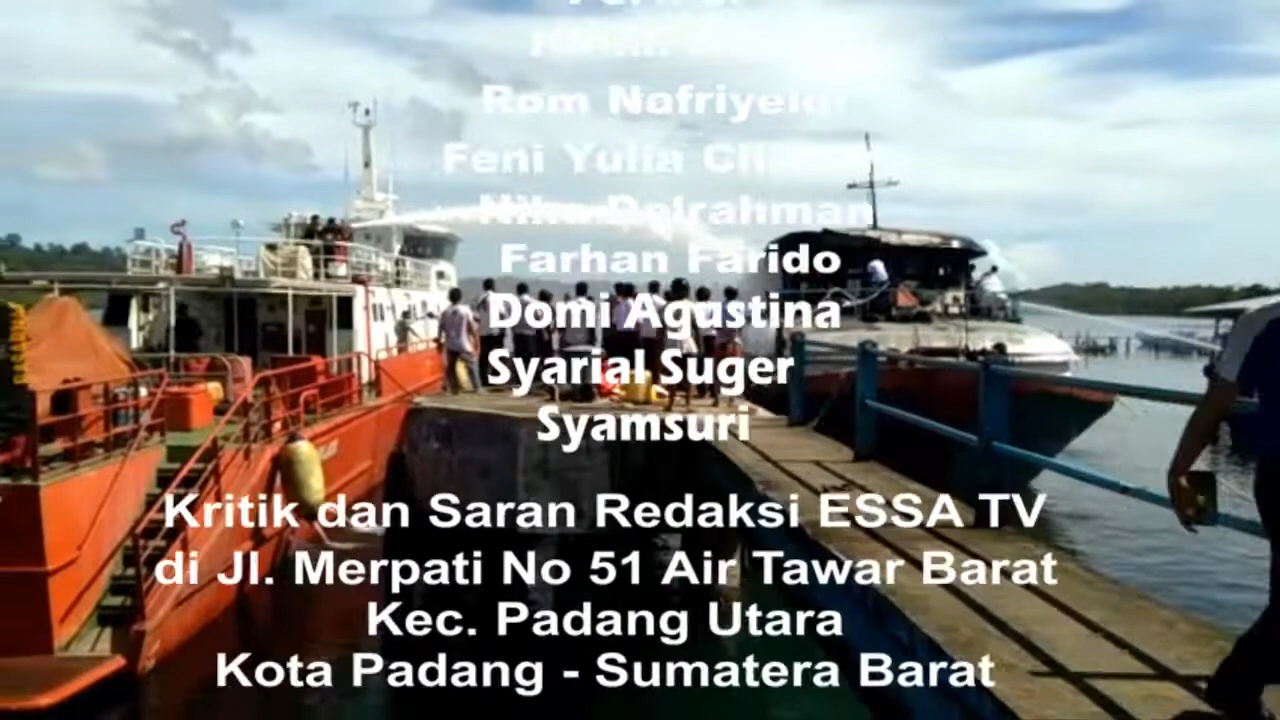 Rom
Feni Yulia
Farhan Farido
Domi Agustina
Syarial Suger
Syamsuri
Kritik dan Saran Redaksi ESSA TV
di Jl. Merpati No 51 Air Tawar Barat
Kec. Padang Utara
Kota Padang - Sumatera Barat